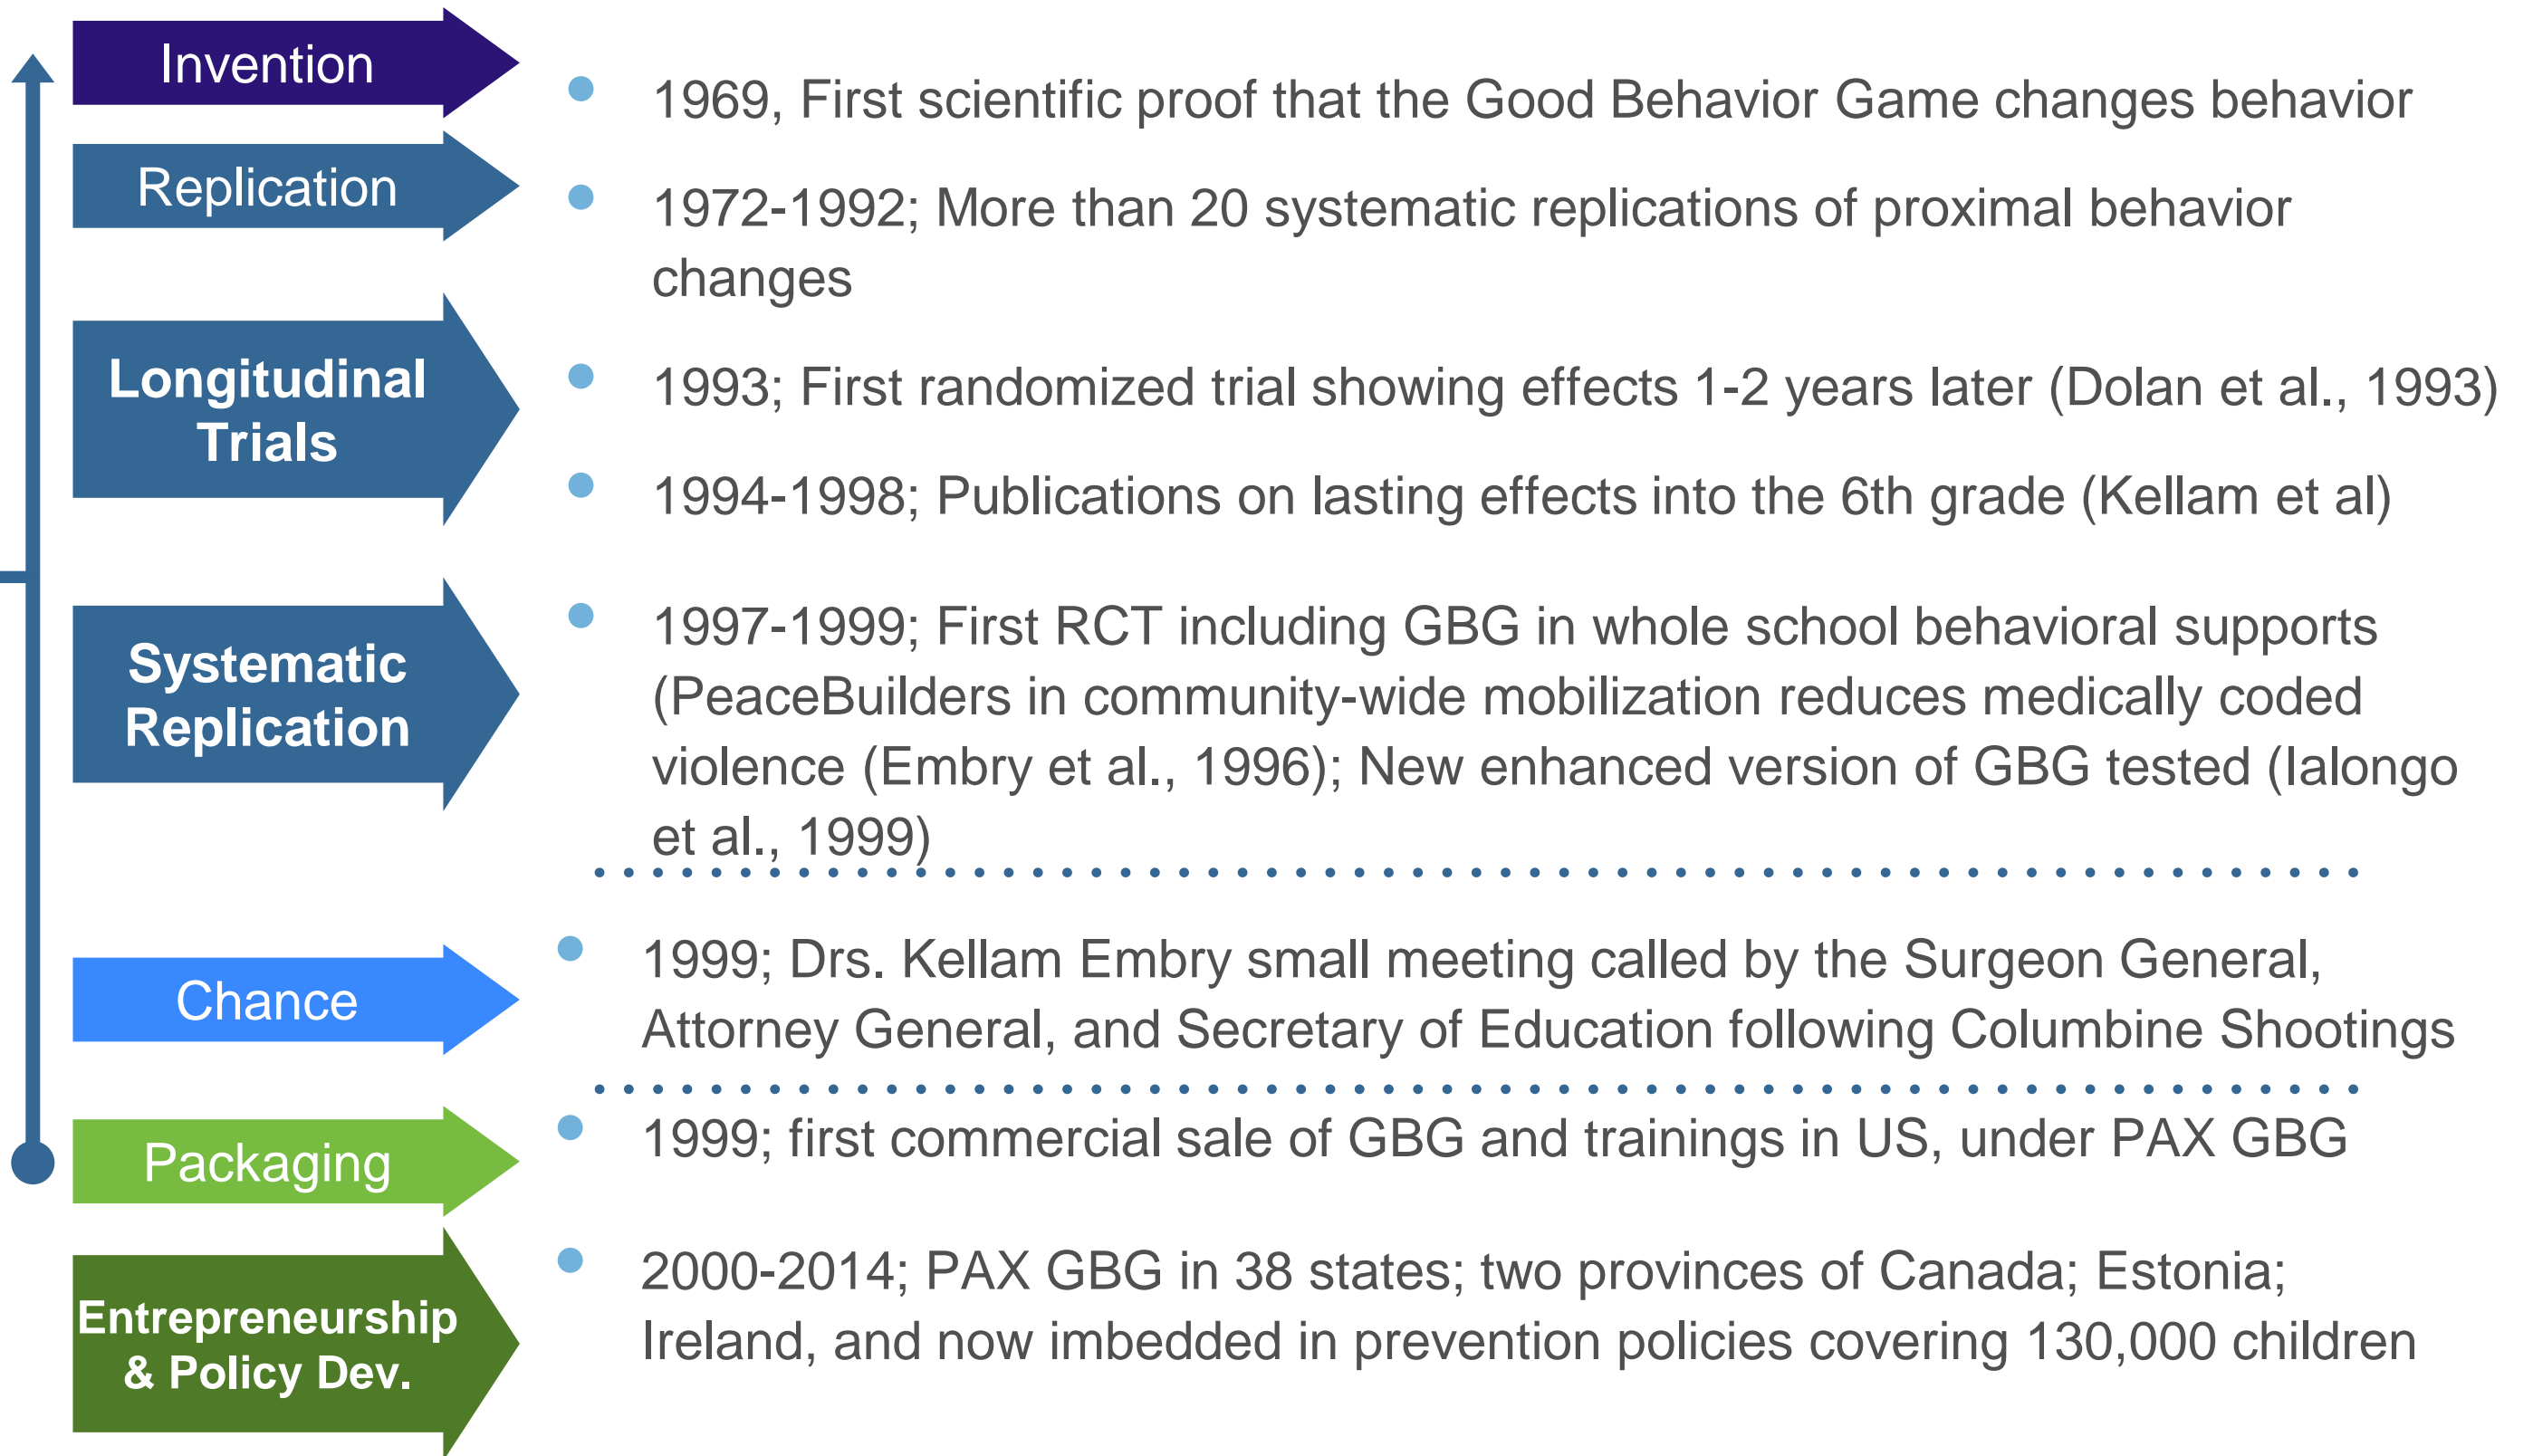 Invention
1969, First scientific proof that the Good Behavior Game changes behavior
Replication
1972-1992; More than 20 systematic replications of proximal behavior
changes
Longitudinal
Trials
1993; First randomized trial showing effects 1-2 years later (Dolan et al., 1993)
1994-1998; Publications on lasting effects into the 6th grade (Kellam et al)
Systematic
Replication
1997-1999; First RCT including GBG in whole school behavioral supports
(PeaceBuilders in community-wide mobilization reduces medically coded
violence (Embry et al., 1996); New enhanced version of GBG tested (Ialongo
et al., 1999)
Chance
1999; Drs. Kellam Embry small meeting called by the Surgeon General,
Attorney General, and Secretary of Education following Columbine Shootings
Packaging
1999; first commercial sale of GBG and trainings in US, under PAX GBG
Entrepreneurship
& Policy Dev.
2000-2014; PAX GBG in 38 states; two provinces of Canada; Estonia;
Ireland, and now imbedded in prevention policies covering 130,000 children